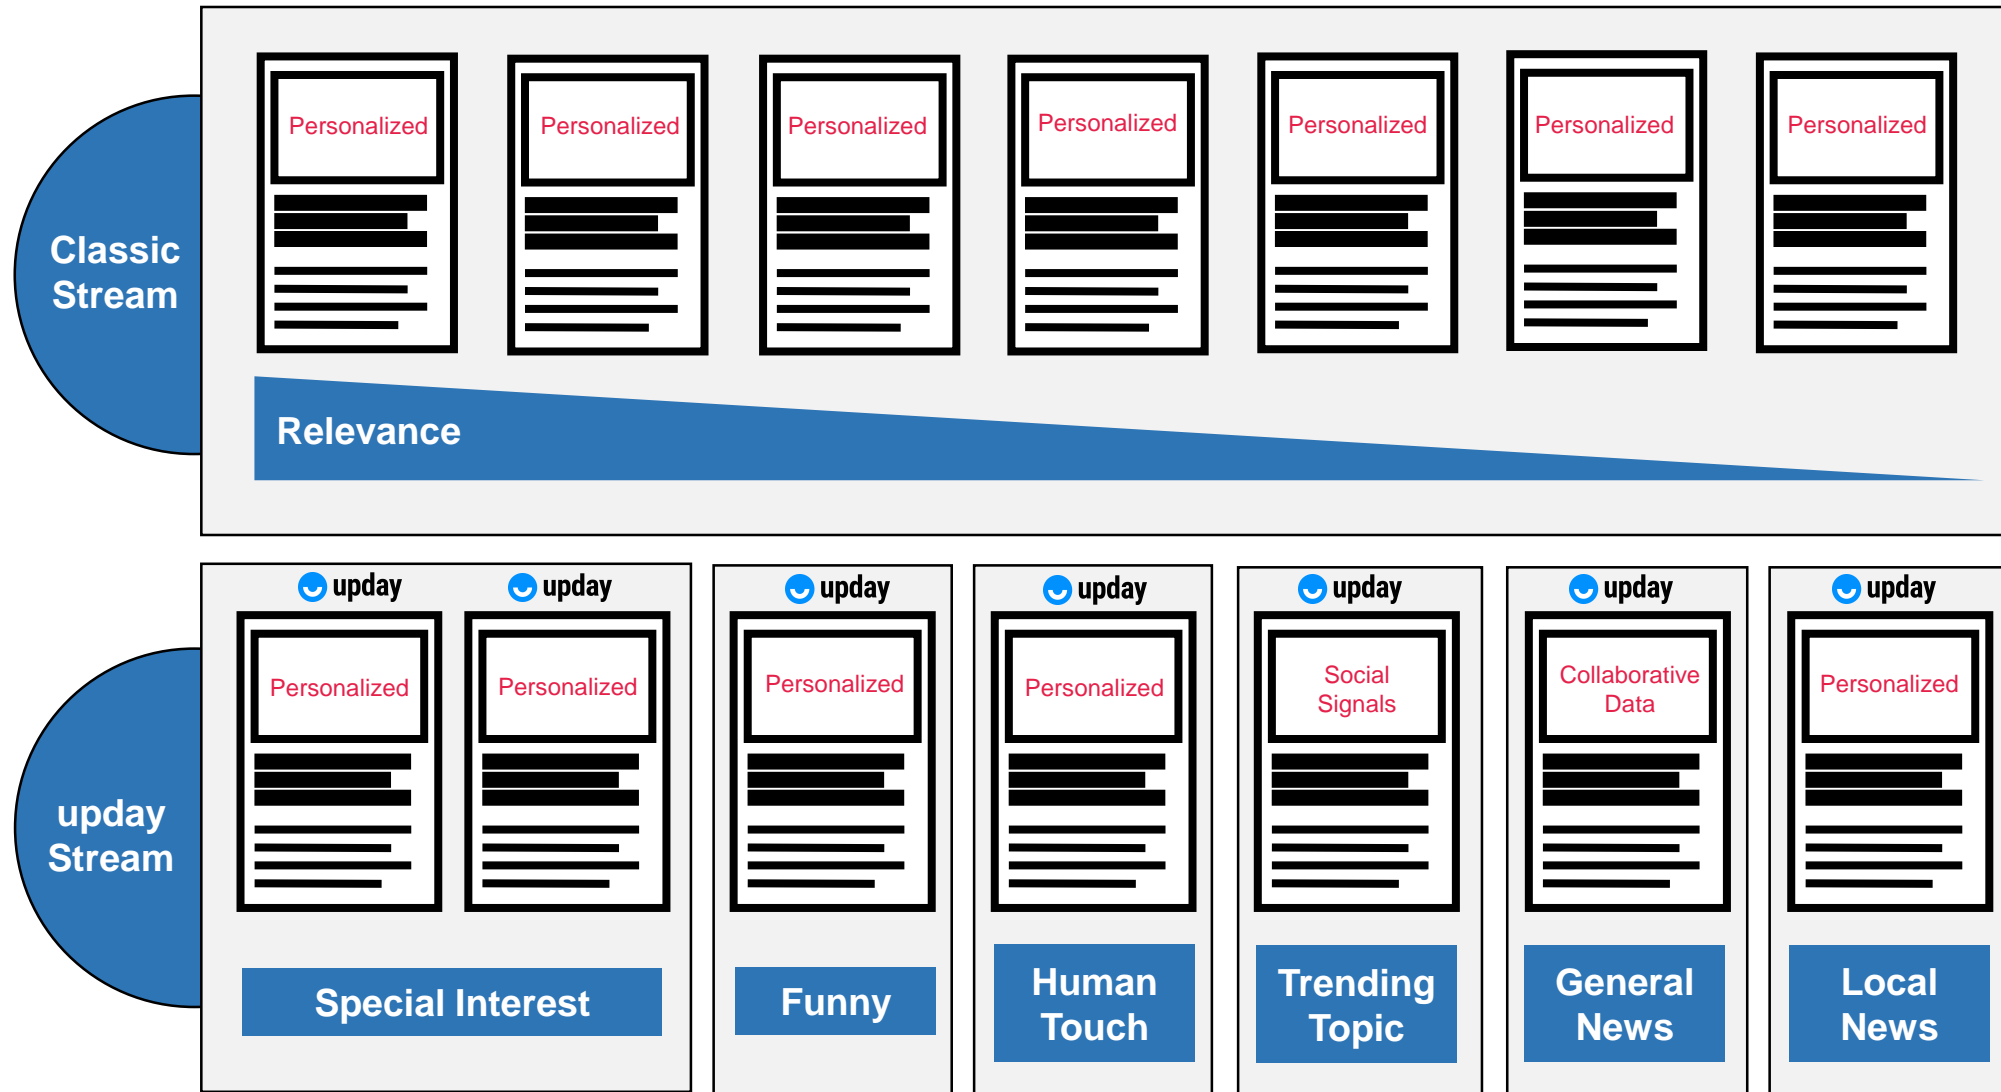 Personalized
Personalized
Personalized
Personalized
Personalized
Personalized
Personalized
Classic
Stream
Relevance
upday
upday
upday
upday
upday
upday
upday
Personalized
Personalized
Personalized
Personalized
Social
Signals
Collaborative
Data
Personalized
upday
Stream
Special Interest
Funny
Human
Touch
Trending
Topic
General
News
Local
News